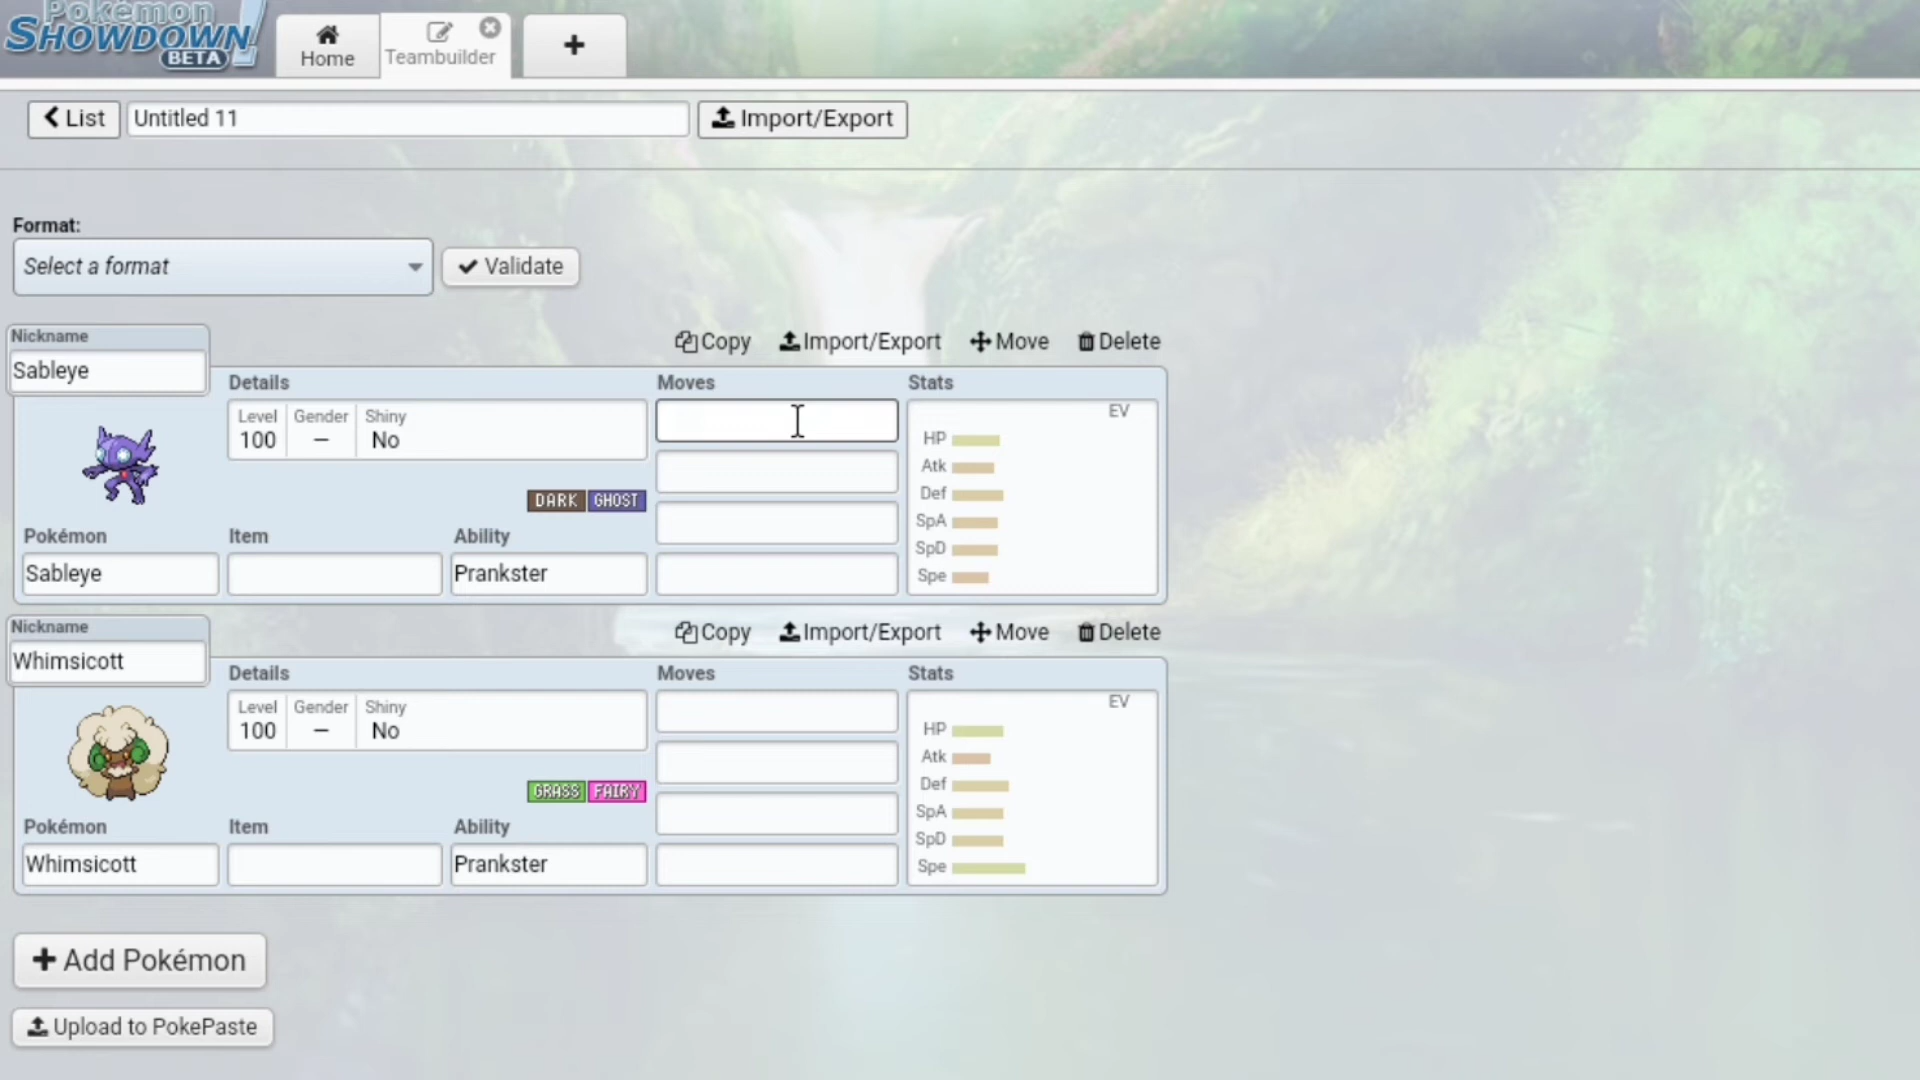 Pokémon
SHOWDOWN!
BETA
Home
Teambuilder
List
Untitled 11
Import/Export
Format:
Select a format
Validate
Nickname
Sableye
Copy Import/Export Move Delete
Details
Moves
Stats
Level Gender Shiny
100 – No
EV
HP
Atk
Def
SpA
SpD
Spe
DARK GHOST
Pokémon Item Ability
Sableye
Prankster
Nickname
Whimsicott
Copy Import/Export Move Delete
Details
Moves
Stats
Level Gender Shiny
100 – No
EV
HP
Atk
Def
SpA
SpD
Spe
GRASS FAIRY
Pokémon Item Ability
Whimsicott
Prankster
Add Pokémon
Upload to PokePaste